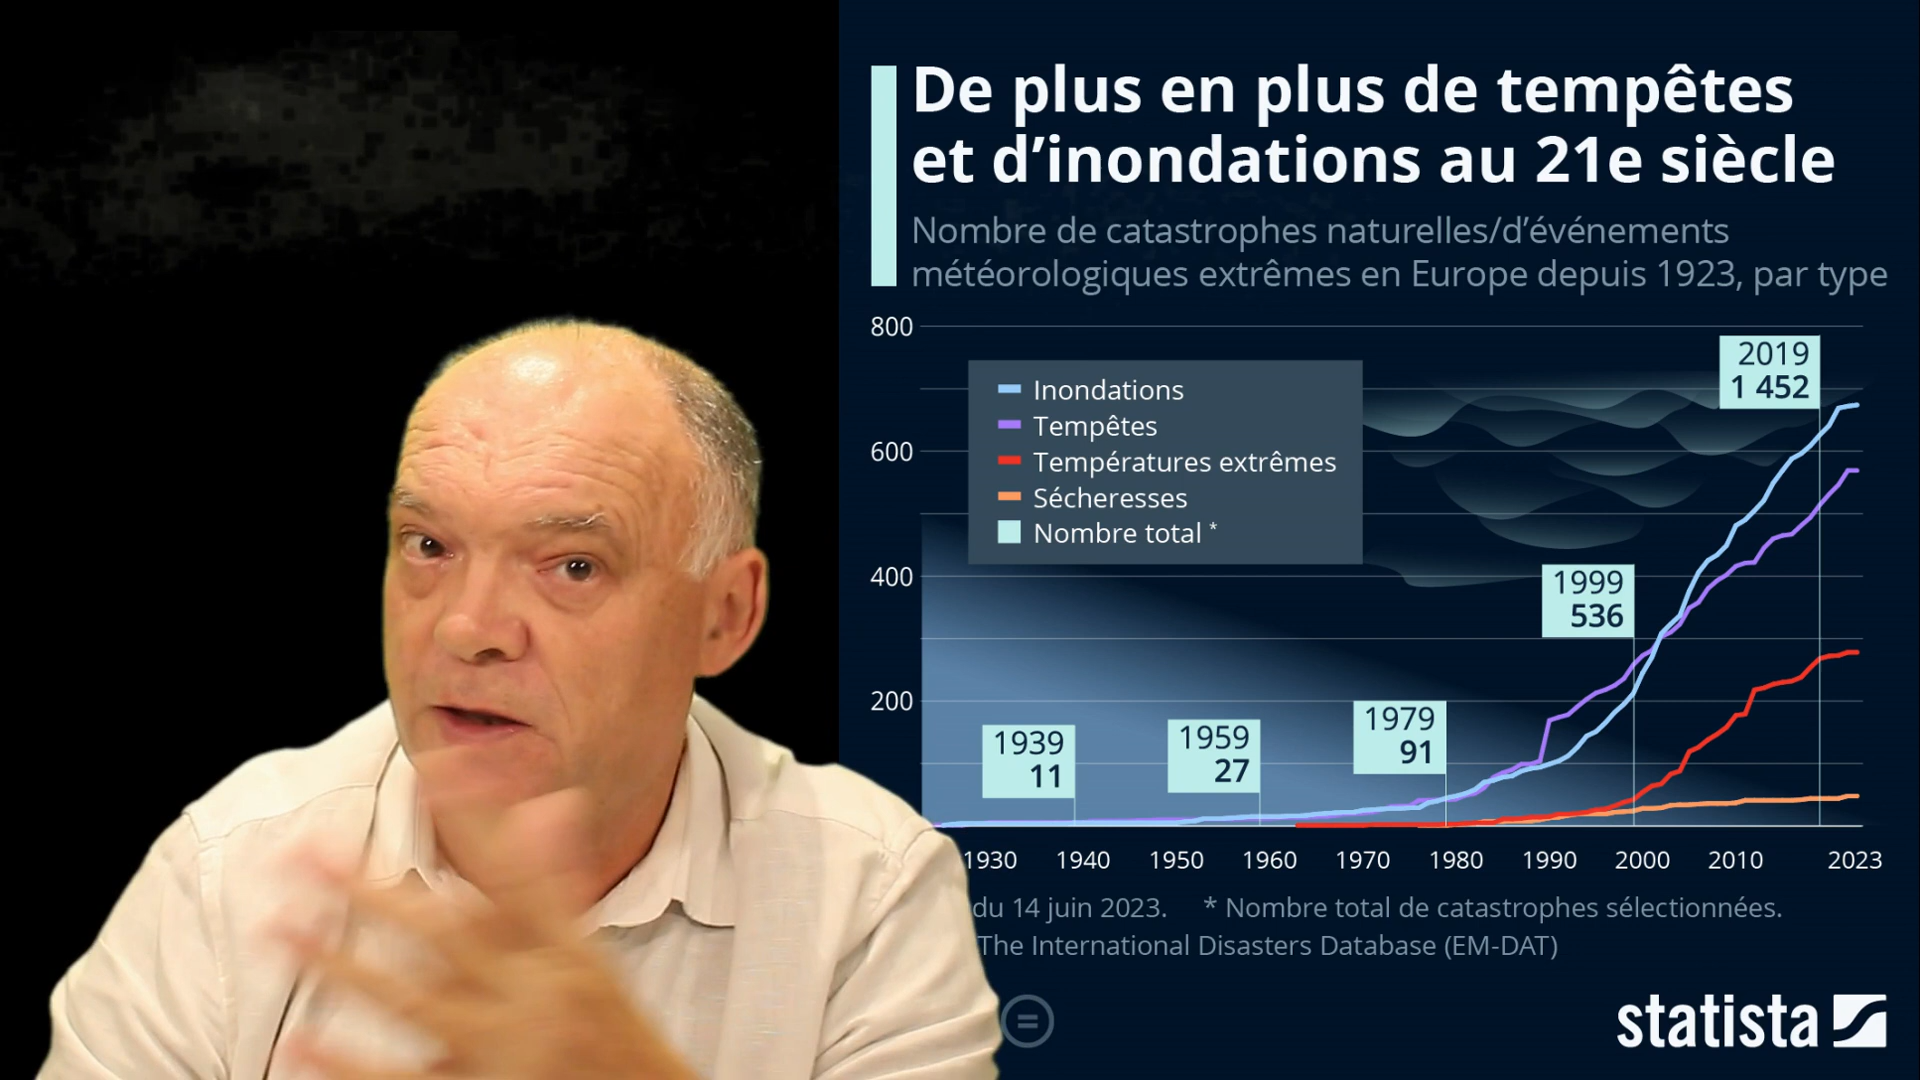 De plus en plus de tempêtes
et d’inondations au 21e siècle
Nombre de catastrophes naturelles/d’événements
météorologiques extrêmes en Europe depuis 1923, par type
800
600
400
200
Inondations
Tempêtes
Températures extrêmes
Sécheresses
Nombre total *
1939
11
1959
27
1979
91
1999
536
2019
1 452
1930 1940 1950 1960 1970 1980 1990 2000 2010 2023
du 14 juin 2023. * Nombre total de catastrophes sélectionnées.
The International Disasters Database (EM-DAT)
=
statista